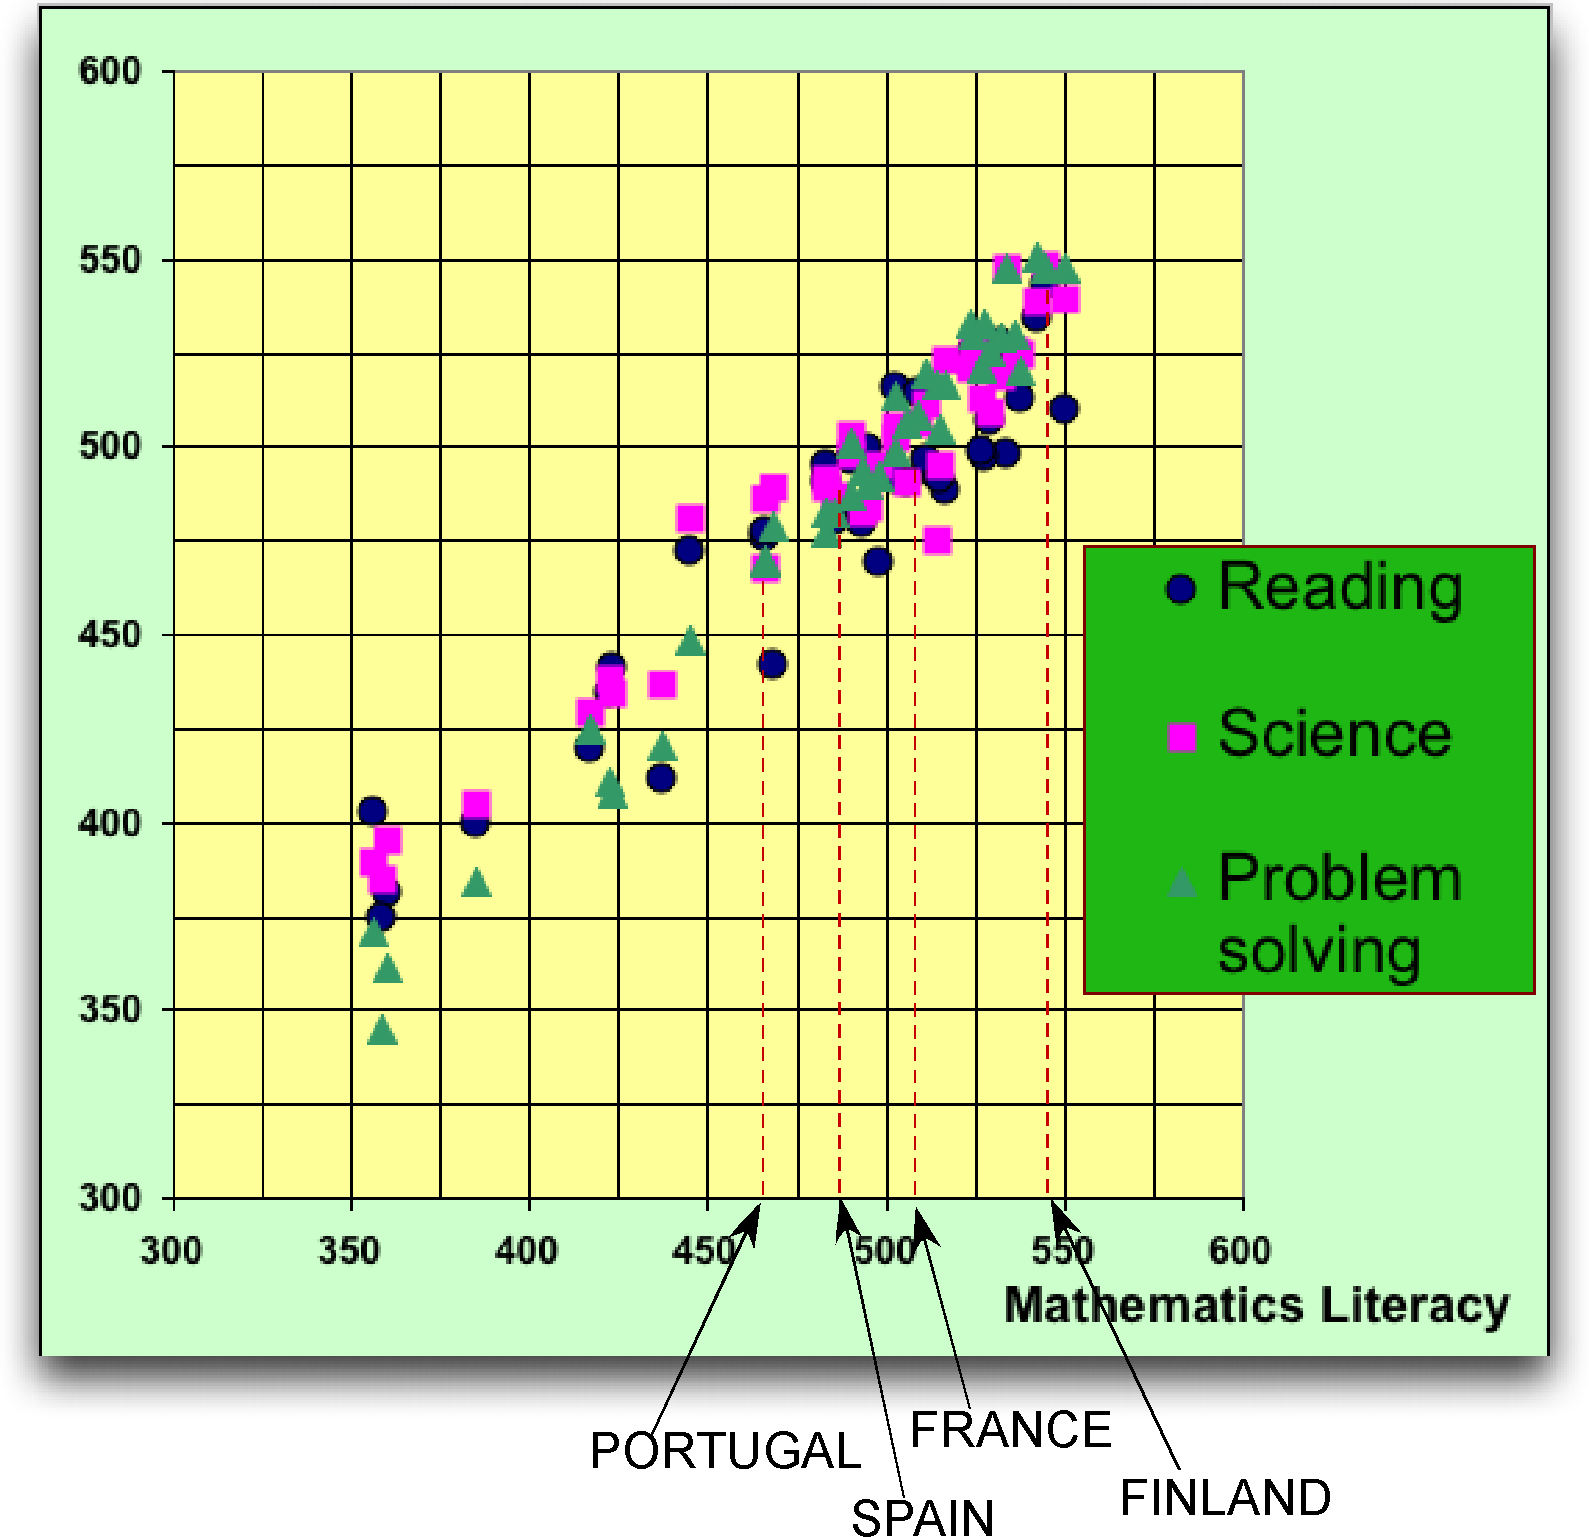 600
550
500
450
400
350
300
300 350 400 450 500 550 600
Mathematics Literacy
Reading
Science
Problem
solving
PORTUGAL
FRANCE
SPAIN
FINLAND